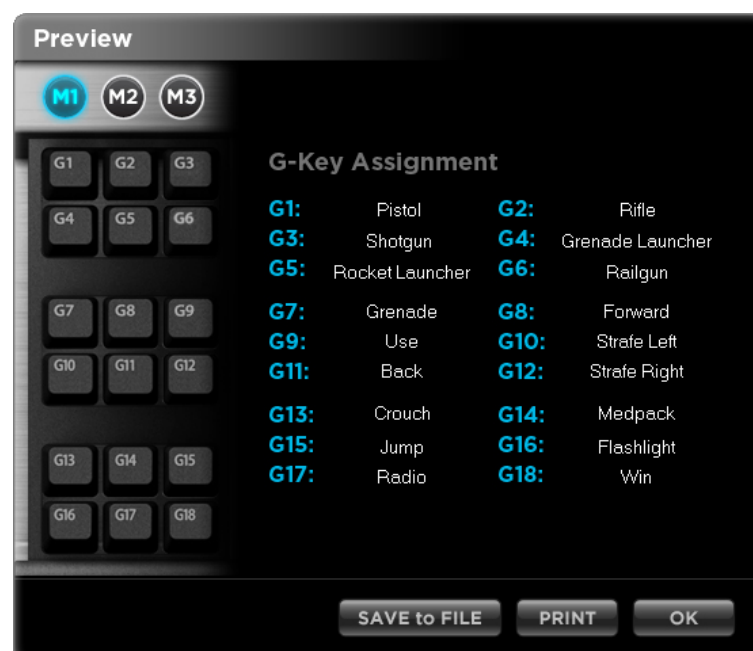 Preview
M1 M2 M3
G1 G2 G3
G4 G5 G6
G7 G8 G9
G10 G11 G12
G13 G14 G15
G16 G17 G18
G-Key Assignment
G1: Pistol G2: Rifle
G3: Shotgun G4: Grenade Launcher
G5: Rocket Launcher G6: Railgun
G7: Grenade G8: Forward
G9: Use G10: Strafe Left
G11: Back G12: Strafe Right
G13: Crouch G14: Medpack
G15: Jump G16: Flashlight
G17: Radio G18: Win
SAVE to FILE PRINT OK